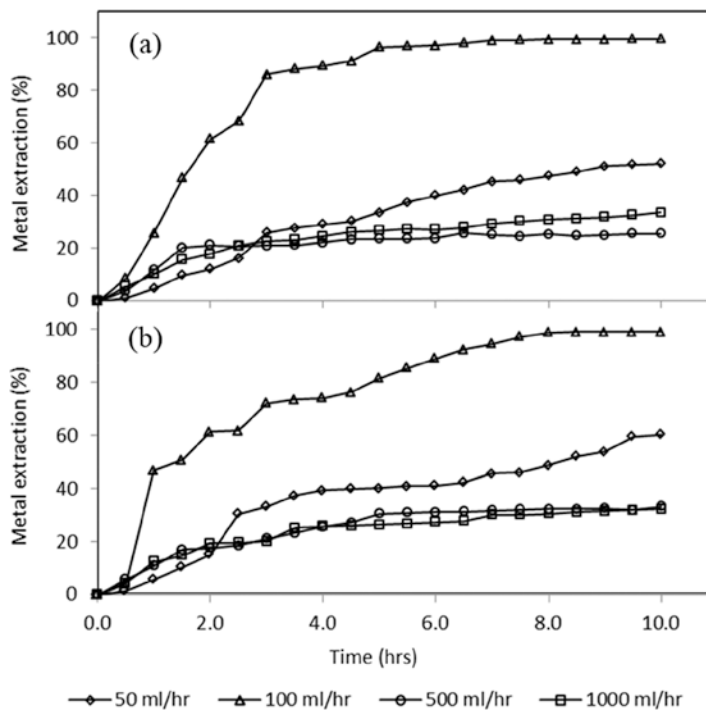 (a)
Metal extraction (%)
100
80
60
40
20
0
(b)
Metal extraction (%)
100
80
60
40
20
0
0.0 2.0 4.0 6.0 8.0 10.0
Time (hrs)
50 ml/hr 100 ml/hr 500 ml/hr 1000 ml/hr